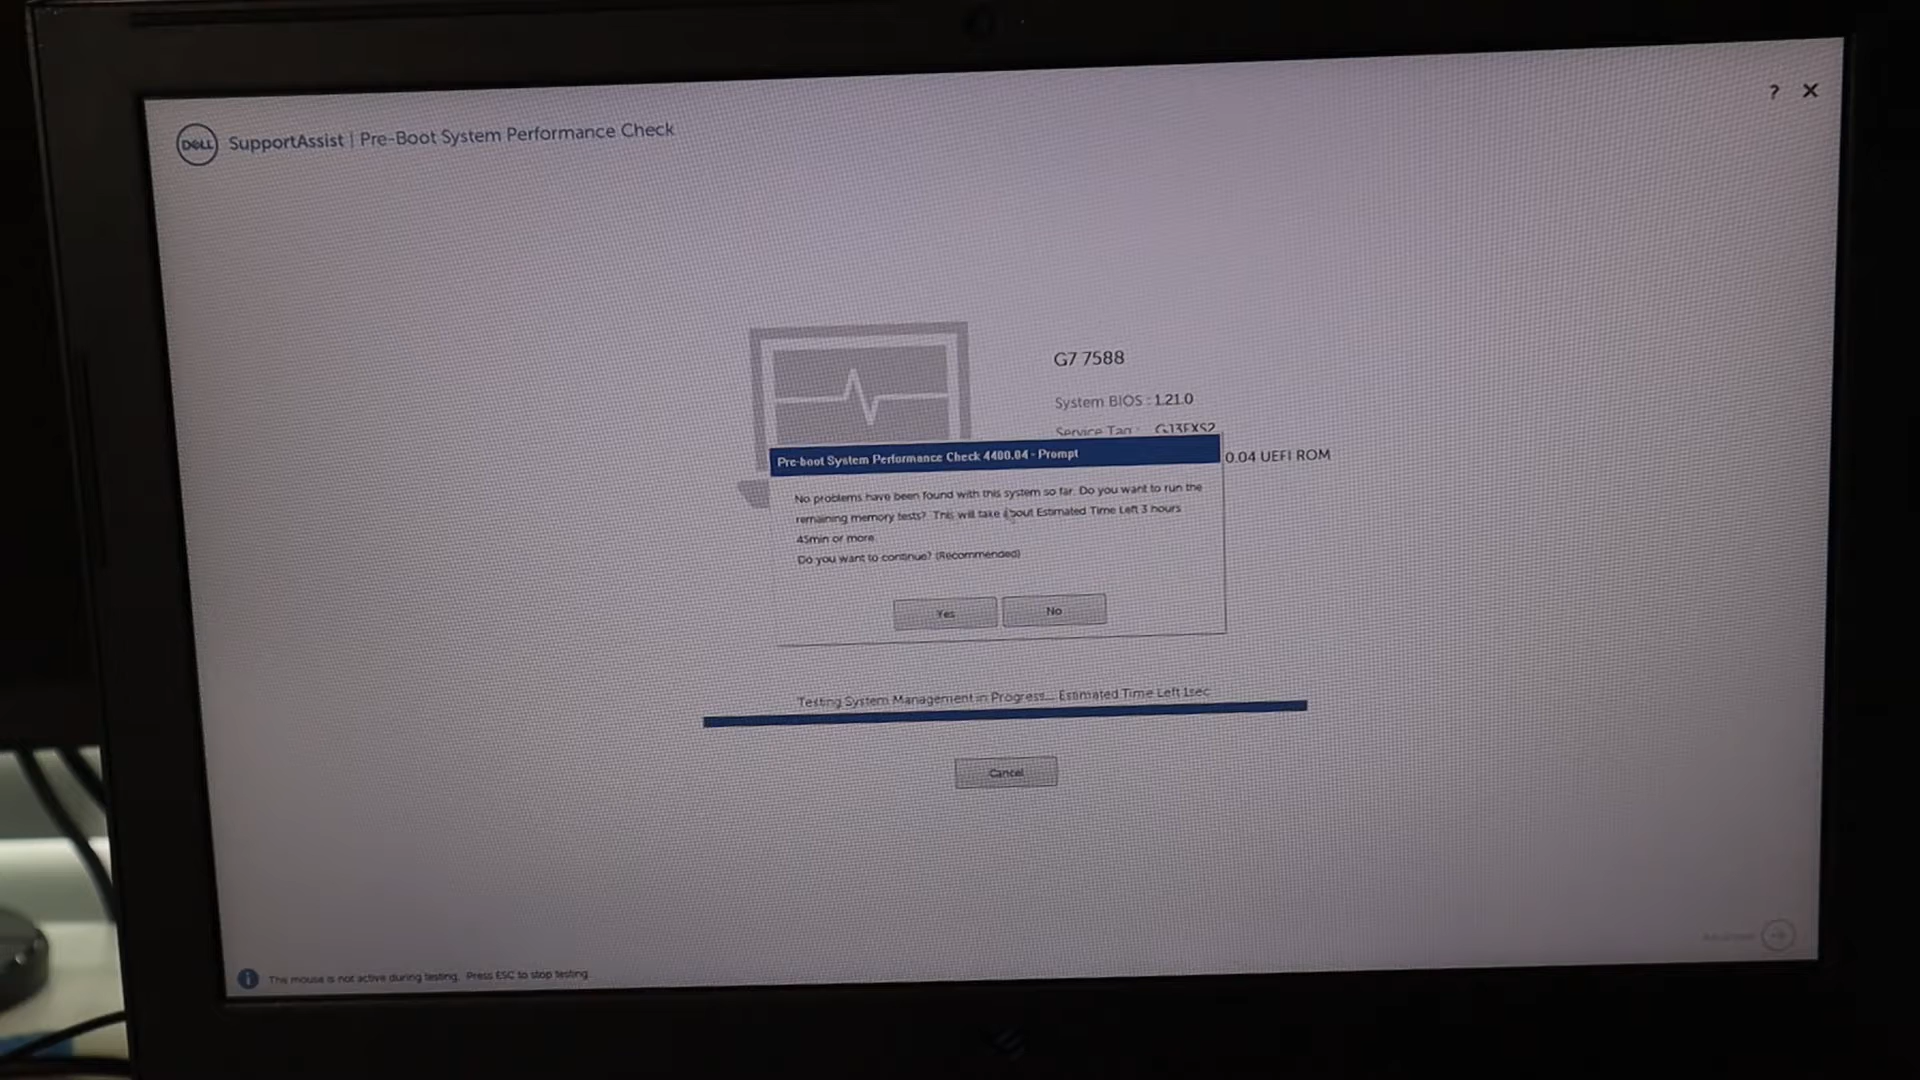 ? X
DELL SupportAssist | Pre-Boot System Performance Check
G7 7588
System BIOS : 1.21.0
Service Tag :
Pre-boot System Performance Check 4400.04 - Prompt
0.04 UEFI ROM
No problems have been found with this system so far. Do you want to run the
remaining memory tests? This will take about Estimated Time Left 3 hours
45min or more
Do you want to continue? (Recommended)
Yes No
Testing System Management in Progress... Estimated Time Left 1sec
Cancel
i The mouse is not active during testing. Press ESC to stop testing